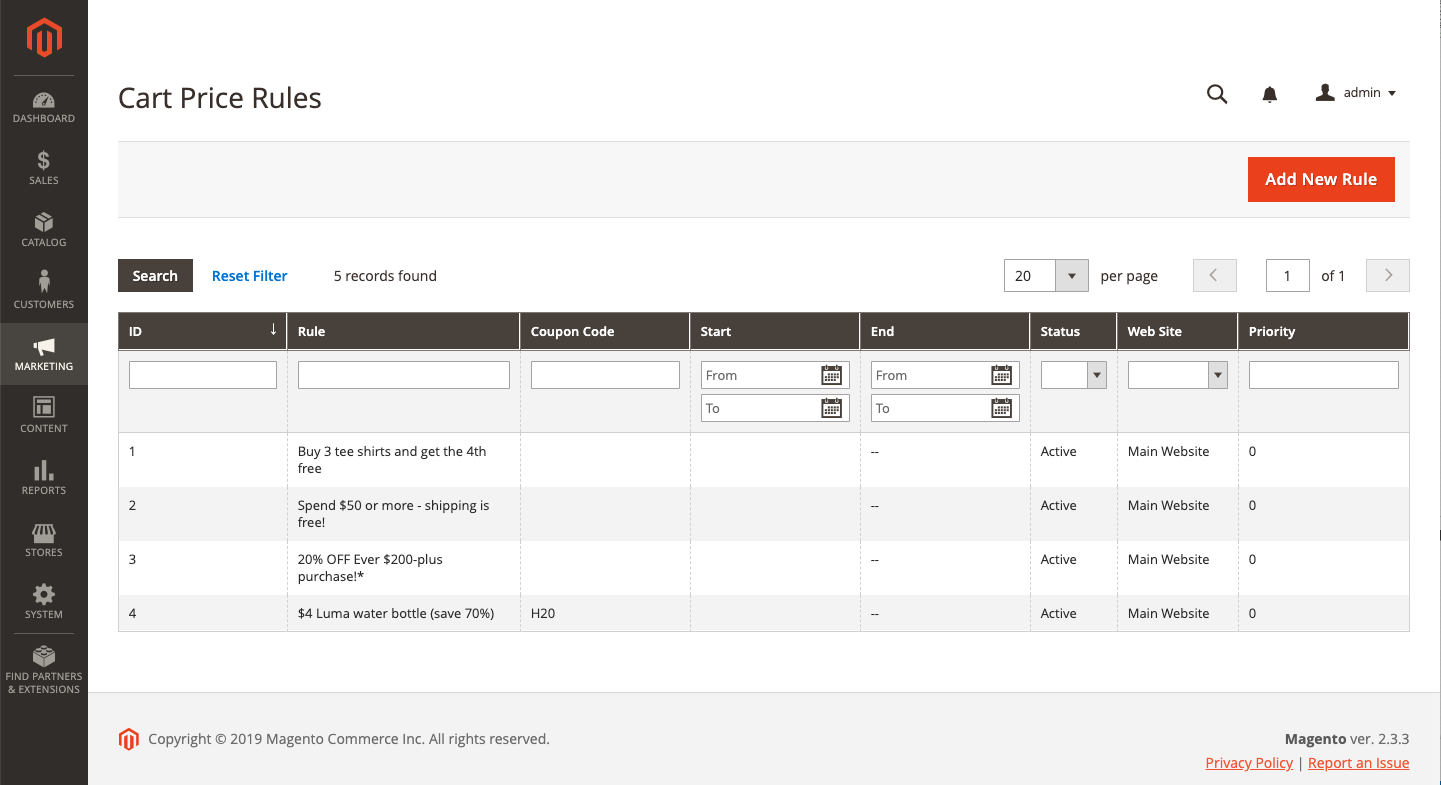 Cart Price Rules
admin
DASHBOARD
SALES
CATALOG
CUSTOMERS
MARKETING
CONTENT
REPORTS
STORES
SYSTEM
FIND PARTNERS
& EXTENSIONS
Add New Rule
Search Reset Filter 5 records found 20 per page 1 of 1
ID ↓ Rule Coupon Code Start End Status Web Site Priority
From From
To To
1 Buy 3 tee shirts and get the 4th -- Active Main Website 0
free
2 Spend $50 or more - shipping is -- Active Main Website 0
free!
3 20% OFF Ever $200-plus -- Active Main Website 0
purchase!*
4 $4 Luma water bottle (save 70%) H20 -- Active Main Website 0
Copyright © 2019 Magento Commerce Inc. All rights reserved. Magento ver. 2.3.3
Privacy Policy | Report an Issue